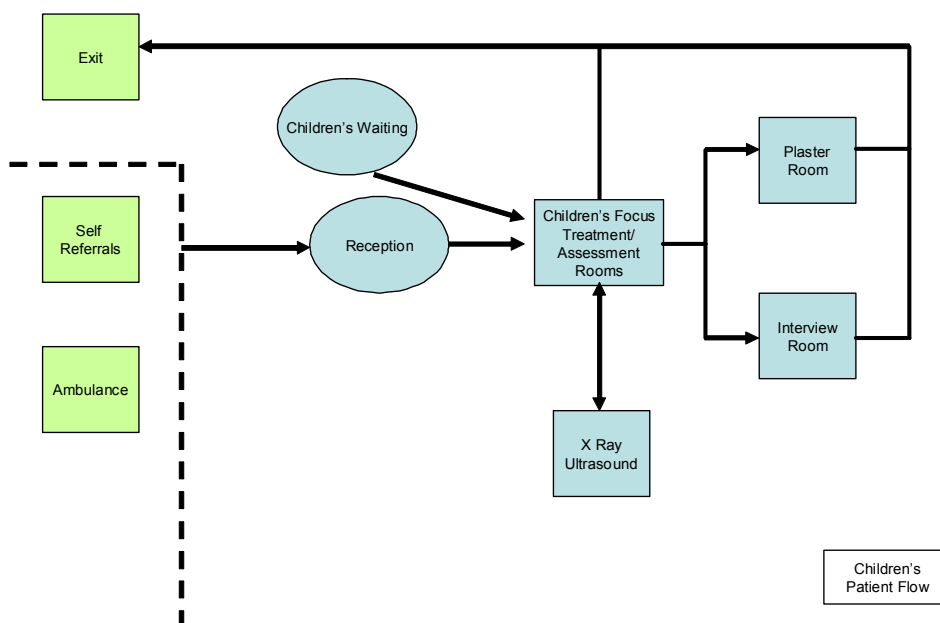 Exit
Children’s Waiting
Plaster
Room
Self
Referrals
Reception
Children’s Focus
Treatment/
Assessment
Rooms
Interview
Room
Ambulance
X Ray
Ultrasound
Children’s
Patient Flow